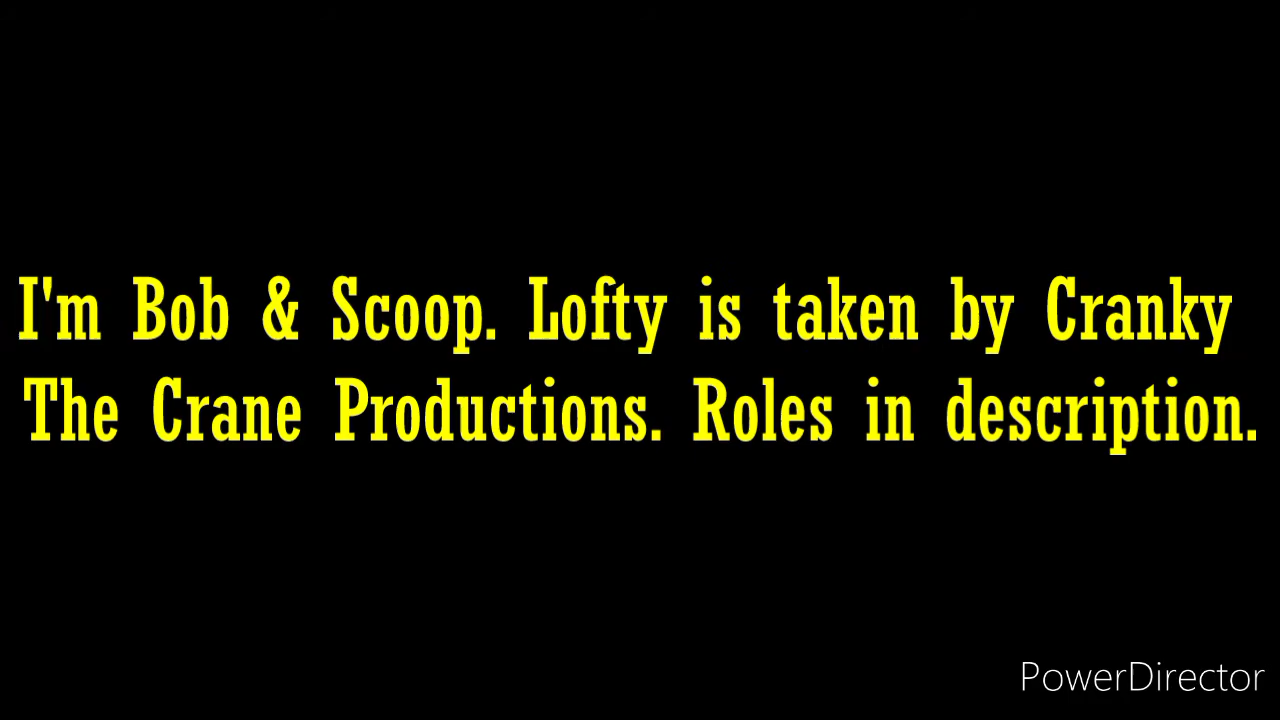 I'm Bob & Scoop. Lofty is taken by Cranky
The Crane Productions. Roles in description.
PowerDirector